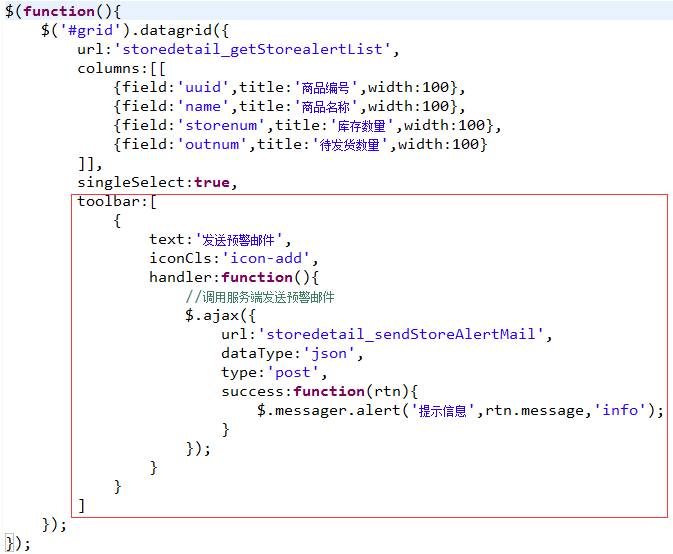 $(function(){
    $('#grid').datagrid({
        url:'storedetail_getStorealertList',
        columns:[[
            {field:'uuid',title:'商品编号',width:100},
            {field:'name',title:'商品名称',width:100},
            {field:'storenum',title:'库存数量',width:100},
            {field:'outnum',title:'待发货数量',width:100}
        ]],
        singleSelect:true,
        toolbar:[
            {
                text:'发送预警邮件',
                iconCls:'icon-add',
                handler:function(){
                    //调用服务端发送预警邮件
                    $.ajax({
                        url:'storedetail_sendStoreAlertMail',
                        dataType:'json',
                        type:'post',
                        success:function(rtn){
                            $.messager.alert('提示信息',rtn.message,'info');
                        }
                    });
                }
            }
        ]
    });
});